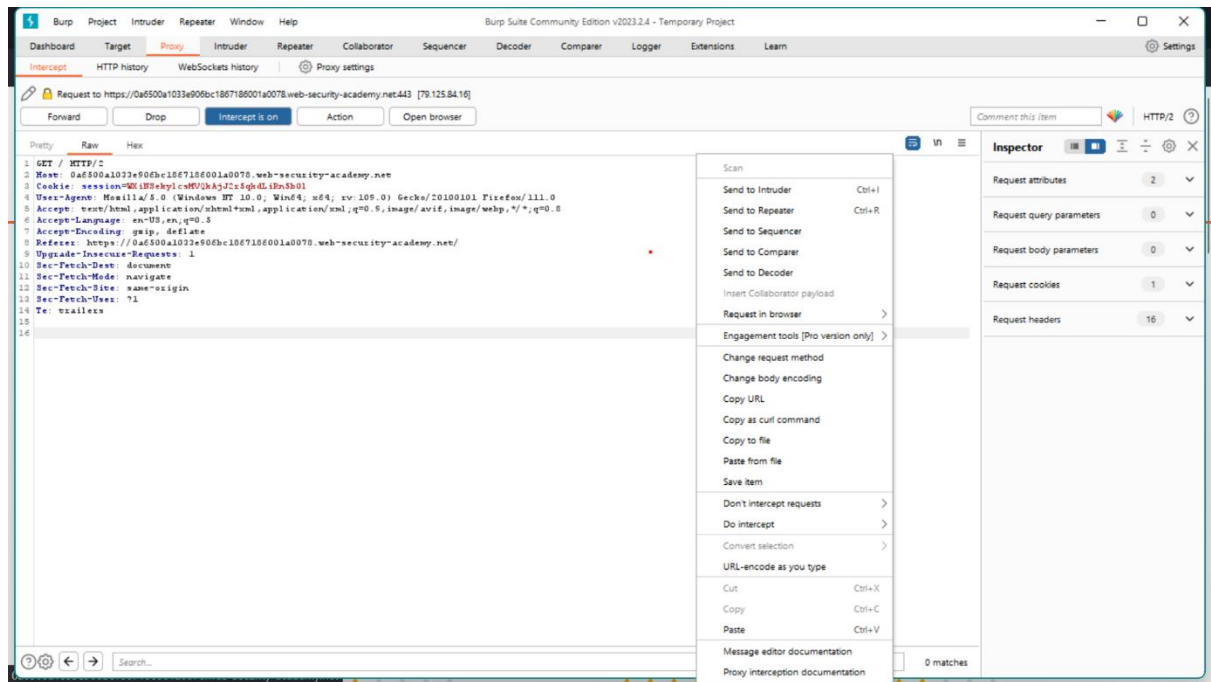 Burp Project Intruder Repeater Window Help Burp Suite Community Edition v2023.2.4 - Temporary Project
Dashboard Target Proxy Intruder Repeater Collaborator Sequencer Decoder Comparer Logger Extensions Learn Settings
Intercept HTTP history WebSockets history Proxy settings
Request to https://0a6500a1033e906bc1867186001a0078.web-security-academy.net:443 [79.125.84.16]
Forward Drop Intercept is on Action Open browser Comment this item HTTP/2
Pretty Raw Hex \n
1 GET / HTTP/2
2 Host: 0a6500a1033e906bc1867186001a0078.web-security-academy.net
3 Cookie: session=
4 User-Agent: Mozilla/5.0 (Windows NT 10.0; Win64; x64; rv:109.0) Gecko/20100101 Firefox/111.0
5 Accept: text/html,application/xhtml+xml,application/xml;q=0.9,image/avif,image/webp,*/*;q=0.8
6 Accept-Language: en-US,en;q=0.5
7 Accept-Encoding: gzip, deflate
8 Referer: https://0a6500a1033e906bc1867186001a0078.web-security-academy.net/
9 Upgrade-Insecure-Requests: 1
10 Sec-Fetch-Dest: document
11 Sec-Fetch-Mode: navigate
12 Sec-Fetch-Site: same-origin
13 Sec-Fetch-User: ?1
14 Te: trailers
15
16
Scan
Send to Intruder Ctrl+I
Send to Repeater Ctrl+R
Send to Sequencer
Send to Comparer
Send to Decoder
Insert Collaborator payload
Request in browser
Engagement tools [Pro version only]
Change request method
Change body encoding
Copy URL
Copy as curl command
Copy to file
Paste from file
Save item
Don't intercept requests
Do intercept
Convert selection
URL-encode as you type
Cut Ctrl+X
Copy Ctrl+C
Paste Ctrl+V
Message editor documentation
Proxy interception documentation
Inspector
Request attributes 2
Request query parameters 0
Request body parameters 0
Request cookies 1
Request headers 16
Search... 0 matches